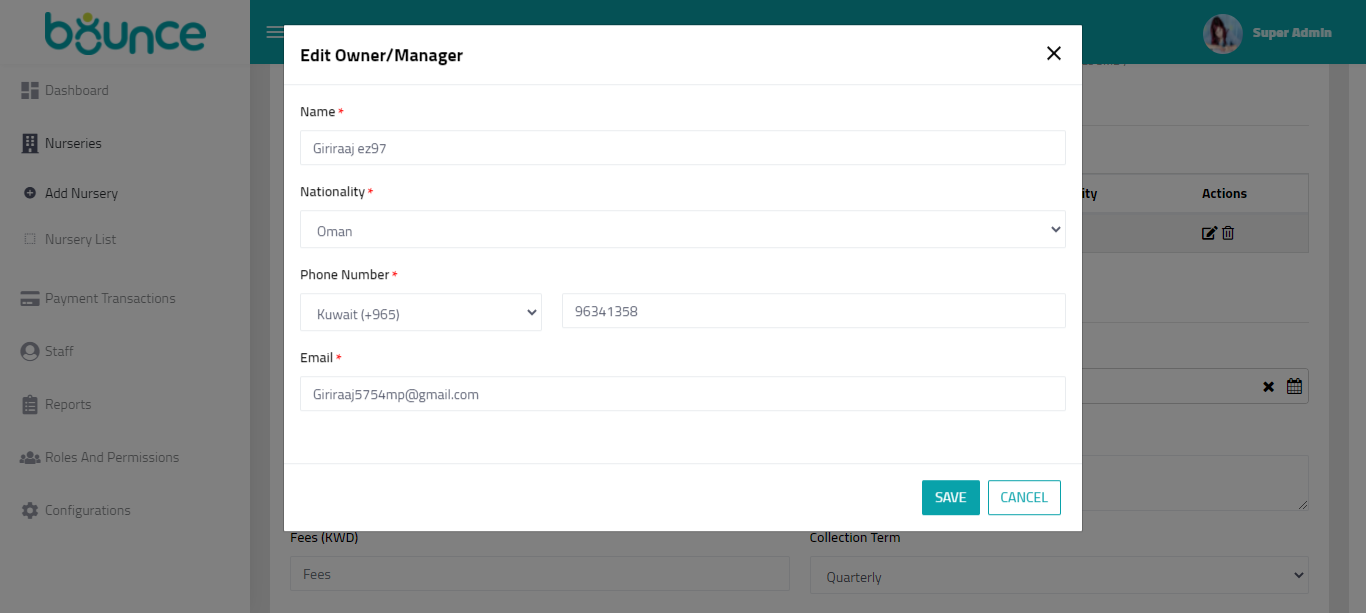 bounce
Super Admin
Dashboard
Nurseries
Add Nursery
Nursery List
Payment Transactions
Staff
Reports
Roles And Permissions
Configurations
Edit Owner/Manager
Name *
Giriraaj ez97
Nationality *
Oman
Phone Number *
Kuwait (+965) 96341358
Email *
Giriraaj5754mp@gmail.com
SAVE CANCEL
ity Actions
Fees (KWD) Collection Term
Fees Quarterly